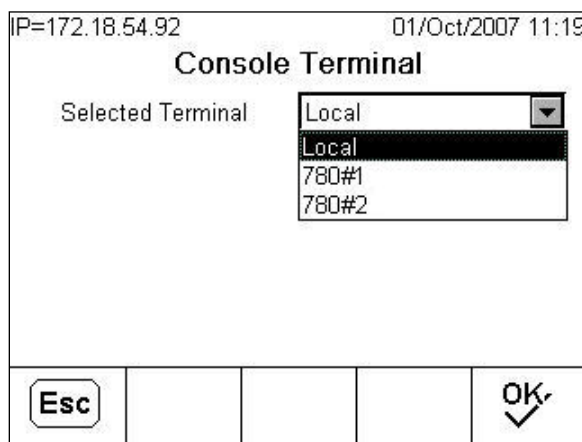 IP=172.18.54.92 01/Oct/2007 11:19
Console Terminal
Selected Terminal Local
Local
780#1
780#2
Esc OK